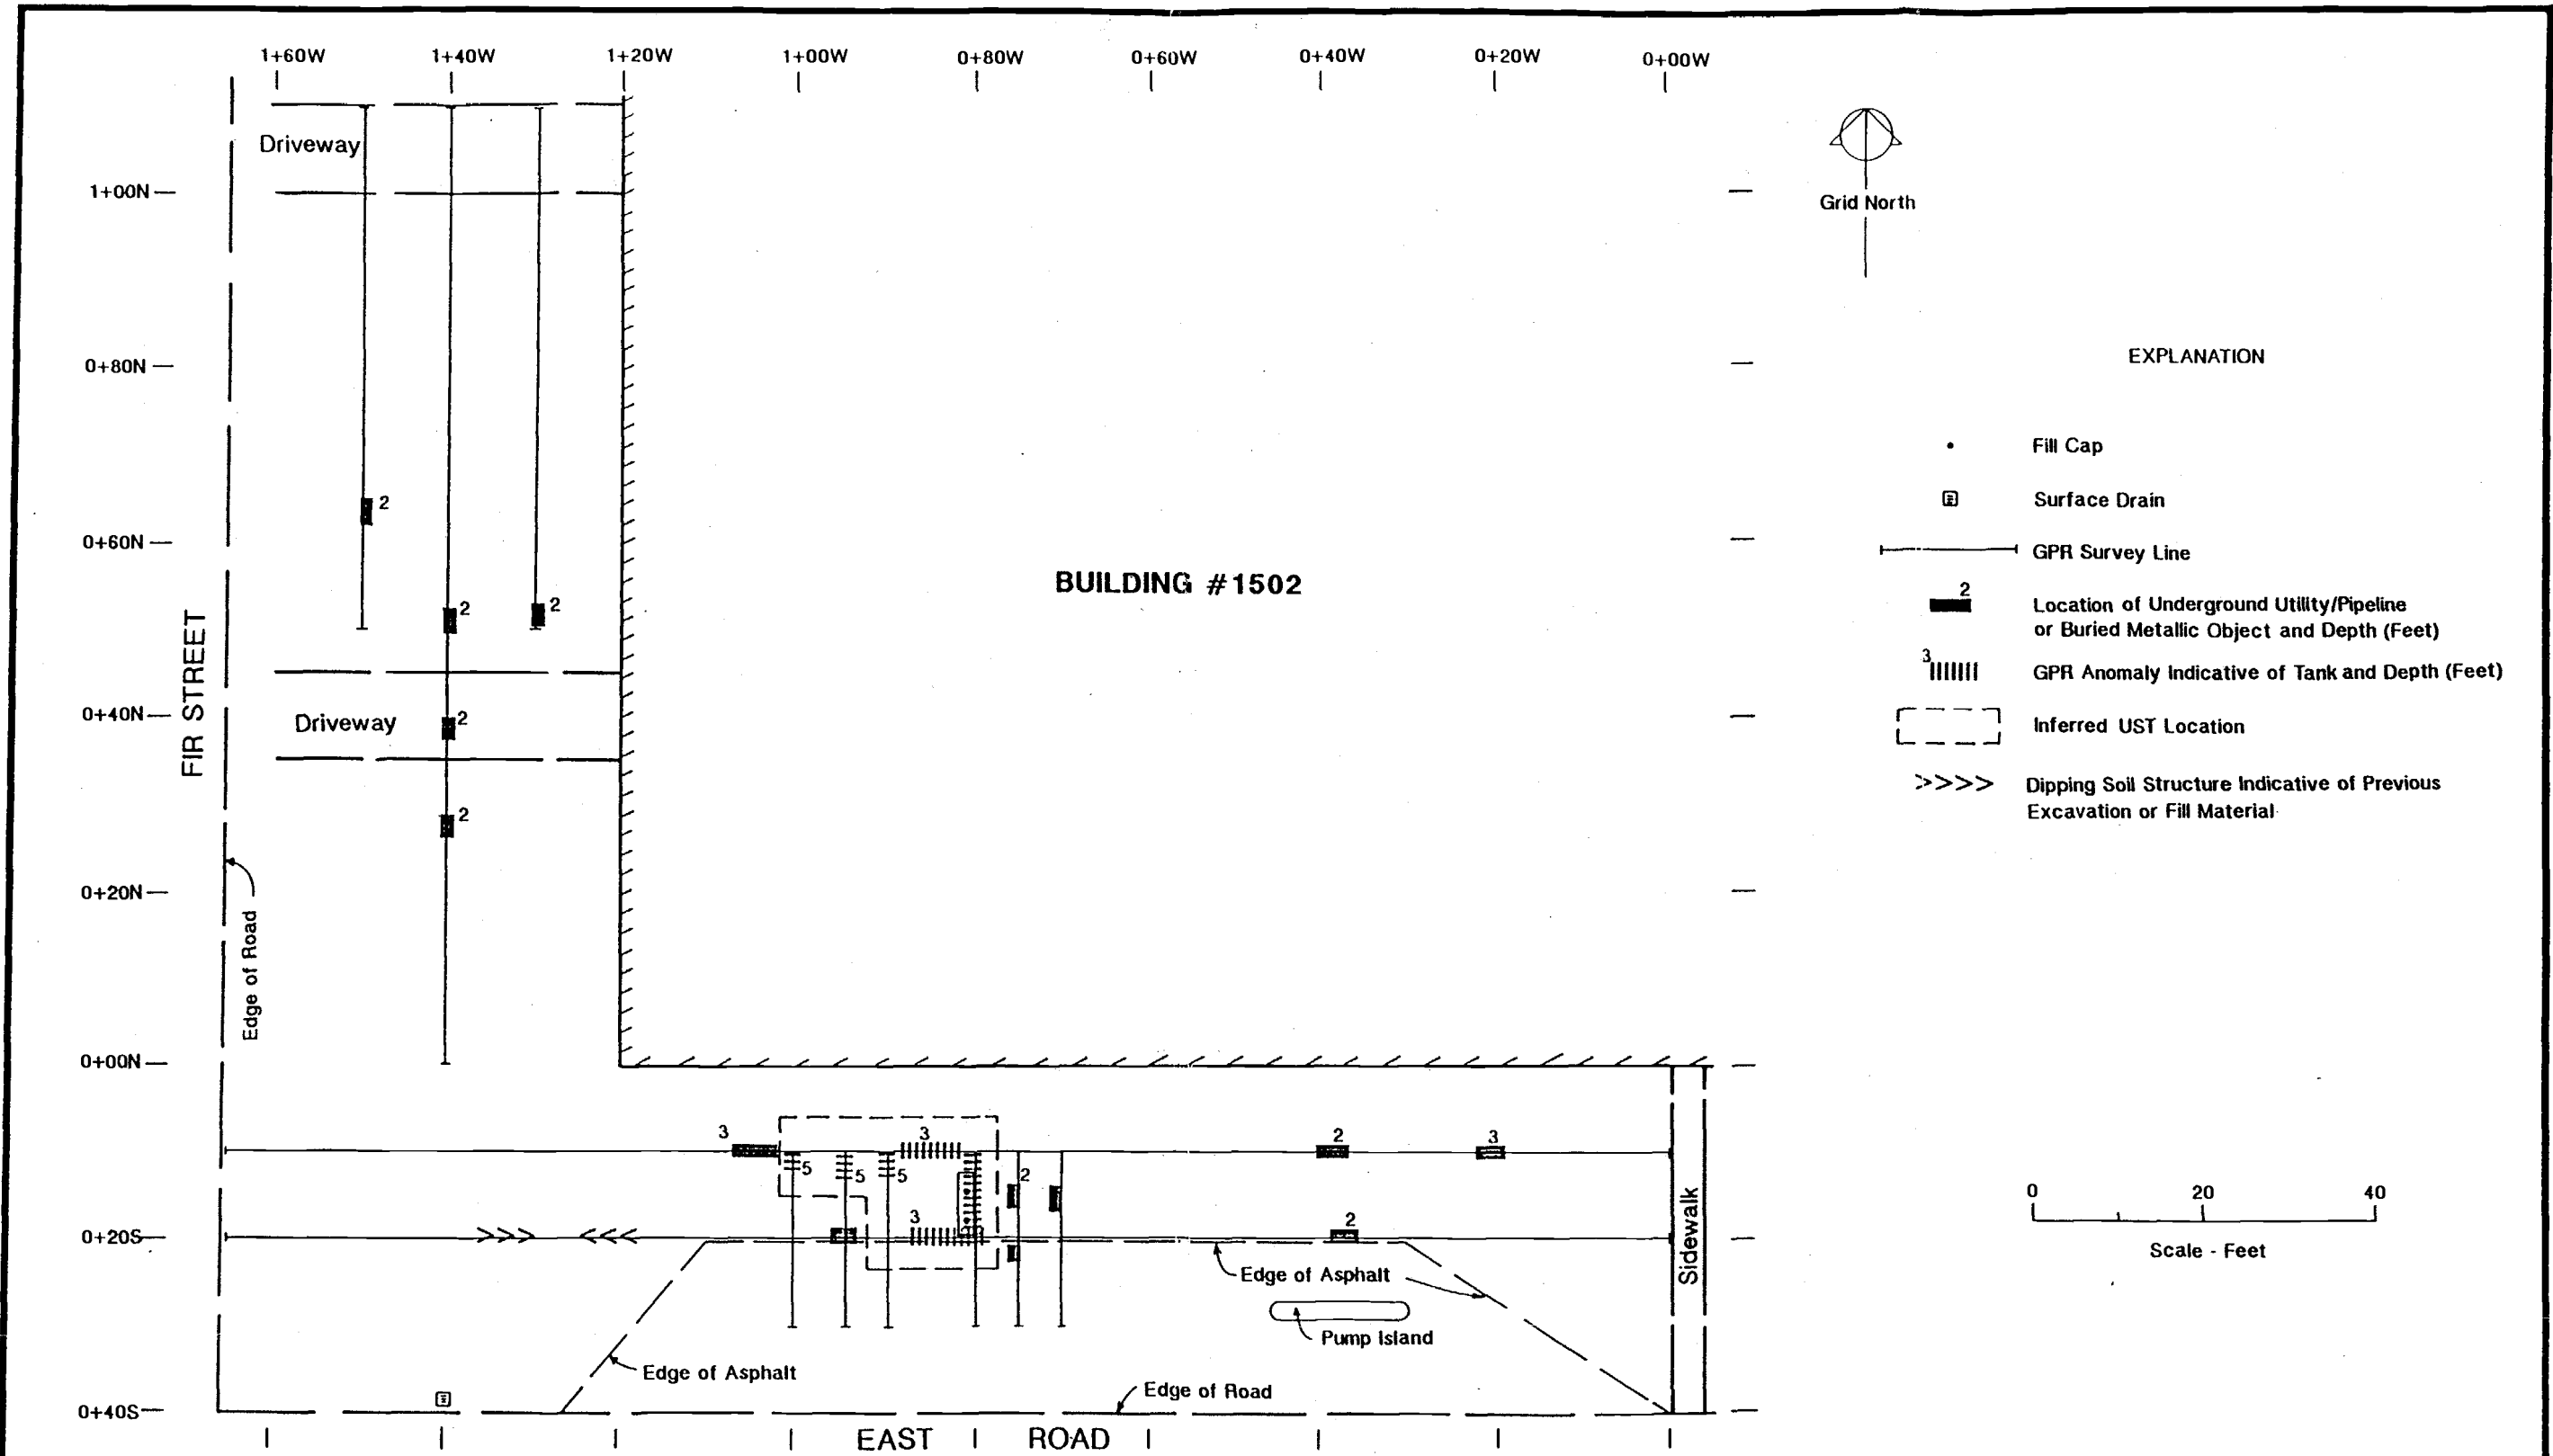 1+60W 1+40W 1+20W 1+00W 0+80W 0+60W 0+40W 0+20W 0+00W
Driveway
1+00N
Grid North
0+80N
EXPLANATION
Fill Cap
Surface Drain
GPR Survey Line
2
Location of Underground Utility/Pipeline
or Buried Metallic Object and Depth (Feet)
3
GPR Anomaly Indicative of Tank and Depth (Feet)
Inferred UST Location
>>>> Dipping Soil Structure Indicative of Previous
Excavation or Fill Material
2
0+60N
BUILDING #1502
2
2
FIR STREET
0+40N
Driveway
2
2
0+20N
Edge of Road
0+00N
3
3
2
3
5
5
5
2
0 20 40
Scale - Feet
Sidewalk
0+20S
3
2
Edge of Asphalt
Pump Island
Edge of Asphalt
Edge of Road
0+40S
EAST ROAD